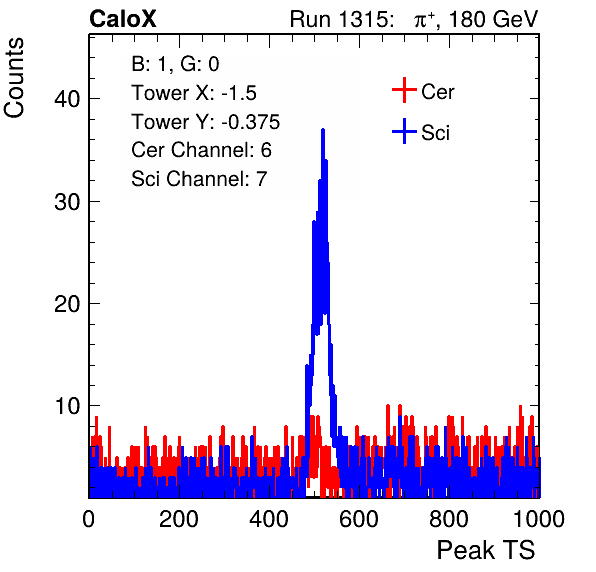 CaloX Run 1315: π⁺, 180 GeV
Counts
B: 1, G: 0
Tower X: -1.5
Tower Y: -0.375
Cer Channel: 6
Sci Channel: 7
Cer
Sci
40
30
20
10
0 200 400 600 800 1000
Peak TS